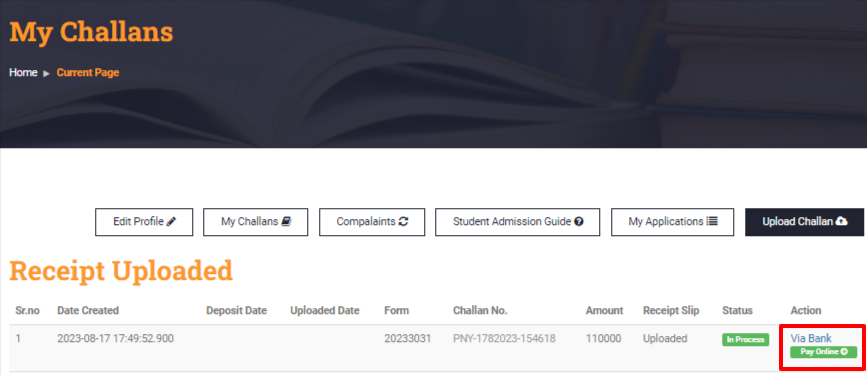 My Challans
Home ▸ Current Page
Edit Profile My Challans Compalaints Student Admission Guide My Applications Upload Challan
Receipt Uploaded
Sr.no Date Created Deposit Date Uploaded Date Form Challan No. Amount Receipt Slip Status Action
1 2023-08-17 17:49:52.900 20233031 PNY-1782023-154618 110000 Uploaded In Process Via Bank
Pay Online